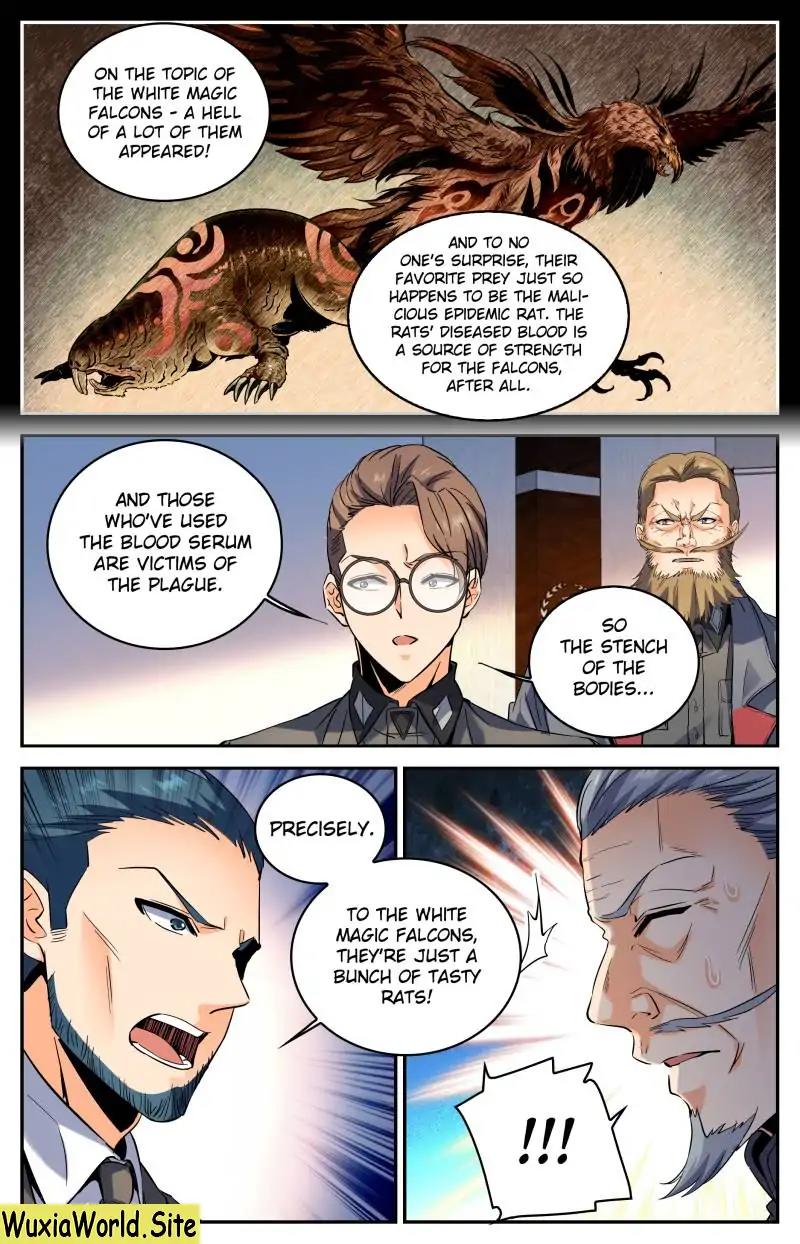 ON THE TOPIC OF
THE WHITE MAGIC
FALCONS - A HELL
OF A LOT OF THEM
APPEARED!
AND TO NO
ONE'S SURPRISE, THEIR
FAVORITE PREY JUST SO
HAPPENS TO BE THE MALI-
CIOUS EPIDEMIC RAT. THE
RATS' DISEASED BLOOD IS
A SOURCE OF STRENGTH
FOR THE FALCONS,
AFTER ALL.
AND THOSE
WHO'VE USED
THE BLOOD SERUM
ARE VICTIMS OF
THE PLAGUE.
SO
THE STENCH
OF THE
BODIES...
PRECISELY.
TO THE WHITE
MAGIC FALCONS,
THEY'RE JUST A
BUNCH OF TASTY
RATS!
!!!
WuxiaWorld.Site